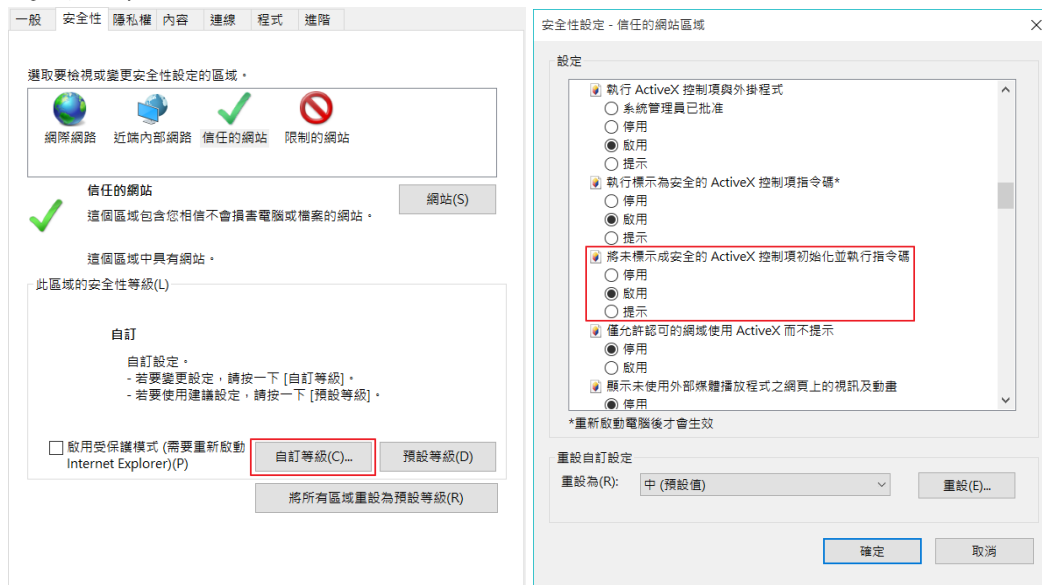 一般 安全性 隱私權 內容 連線 程式 進階
選取要檢視或變更安全性設定的區域。
網際網路 近端內部網路 信任的網站 限制的網站
信任的網站
網站(S)
這個區域包含您相信不會損害電腦或檔案的網站。
這個區域中具有網站。
此區域的安全性等級(L)
自訂
自訂設定。
- 若要變更設定，請按一下 [自訂等級]。
- 若要使用建議設定，請按一下 [預設等級]。
啟用受保護模式 (需要重新啟動
Internet Explorer)(P)
自訂等級(C)...
預設等級(D)
將所有區域重設為預設等級(R)
安全性設定 - 信任的網站區域
設定
執行 ActiveX 控制項與外掛程式
系統管理員已批准
停用
啟用
提示
執行標示為安全的 ActiveX 控制項指令碼*
停用
啟用
提示
將未標示成安全的 ActiveX 控制項初始化並執行指令碼
停用
啟用
提示
僅允許認可的網域使用 ActiveX 而不提示
停用
啟用
顯示未使用外部媒體播放程式之網頁上的視訊及動畫
停用
*重新啟動電腦後才會生效
重設自訂設定
重設為(R): 中 (預設值) 重設(E)...
確定 取消